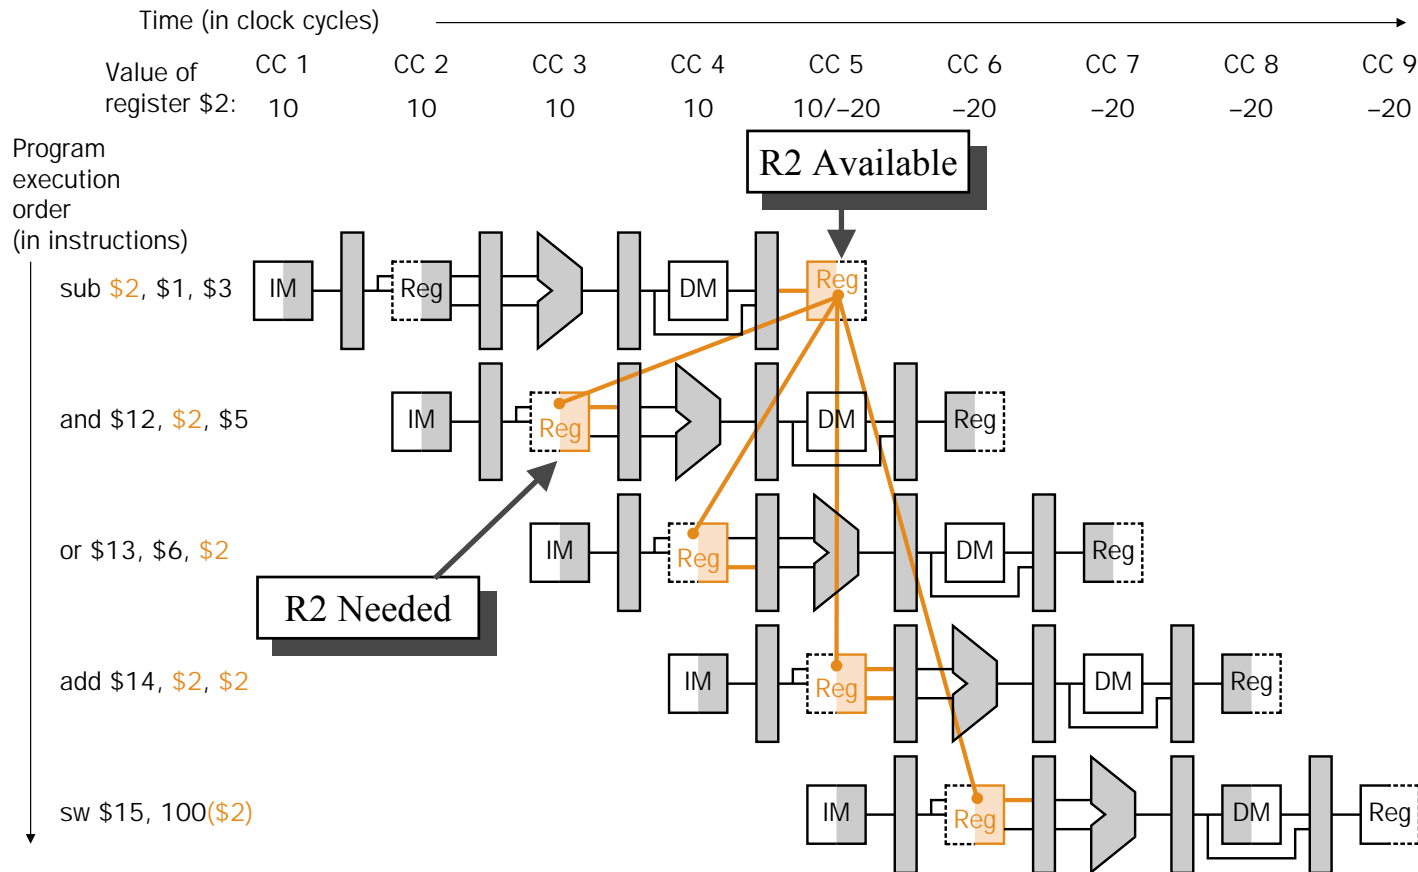 Time (in clock cycles)
CC 1 CC 2 CC 3 CC 4 CC 5 CC 6 CC 7 CC 8 CC 9
Value of
register $2:
10 10 10 10 10/–20 –20 –20 –20 –20
Program
execution
order
(in instructions)
R2 Available
sub $2, $1, $3
IM Reg DM Reg
and $12, $2, $5
IM Reg DM Reg
or $13, $6, $2
IM Reg DM Reg
R2 Needed
add $14, $2, $2
IM Reg DM Reg
sw $15, 100($2)
IM Reg DM Reg